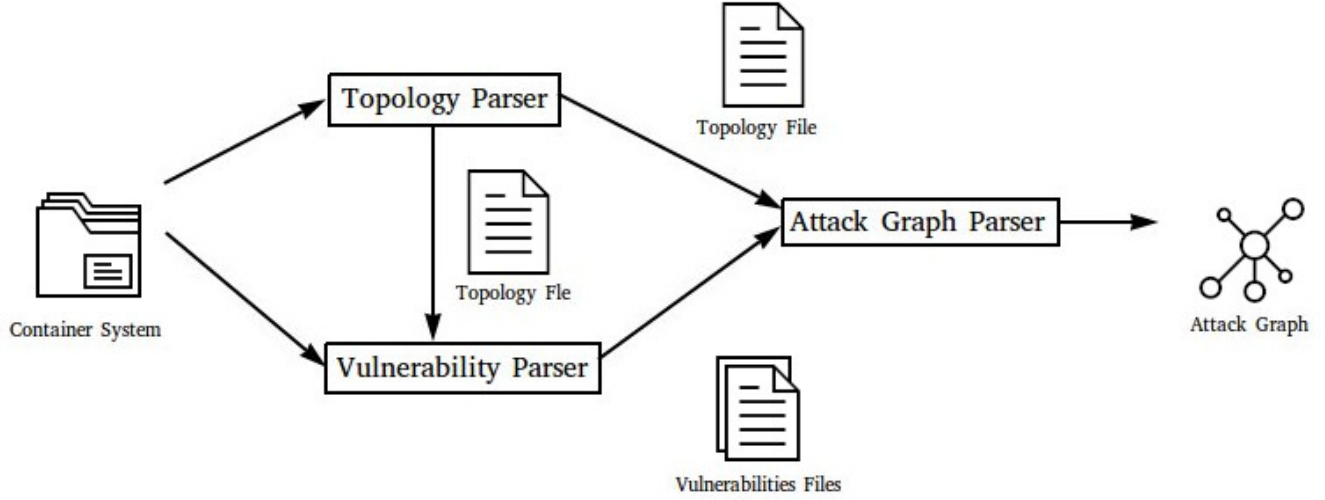 Topology File
Topology Parser
Attack Graph Parser
Topology Fle
Container System
Attack Graph
Vulnerability Parser
Vulnerabilities Files